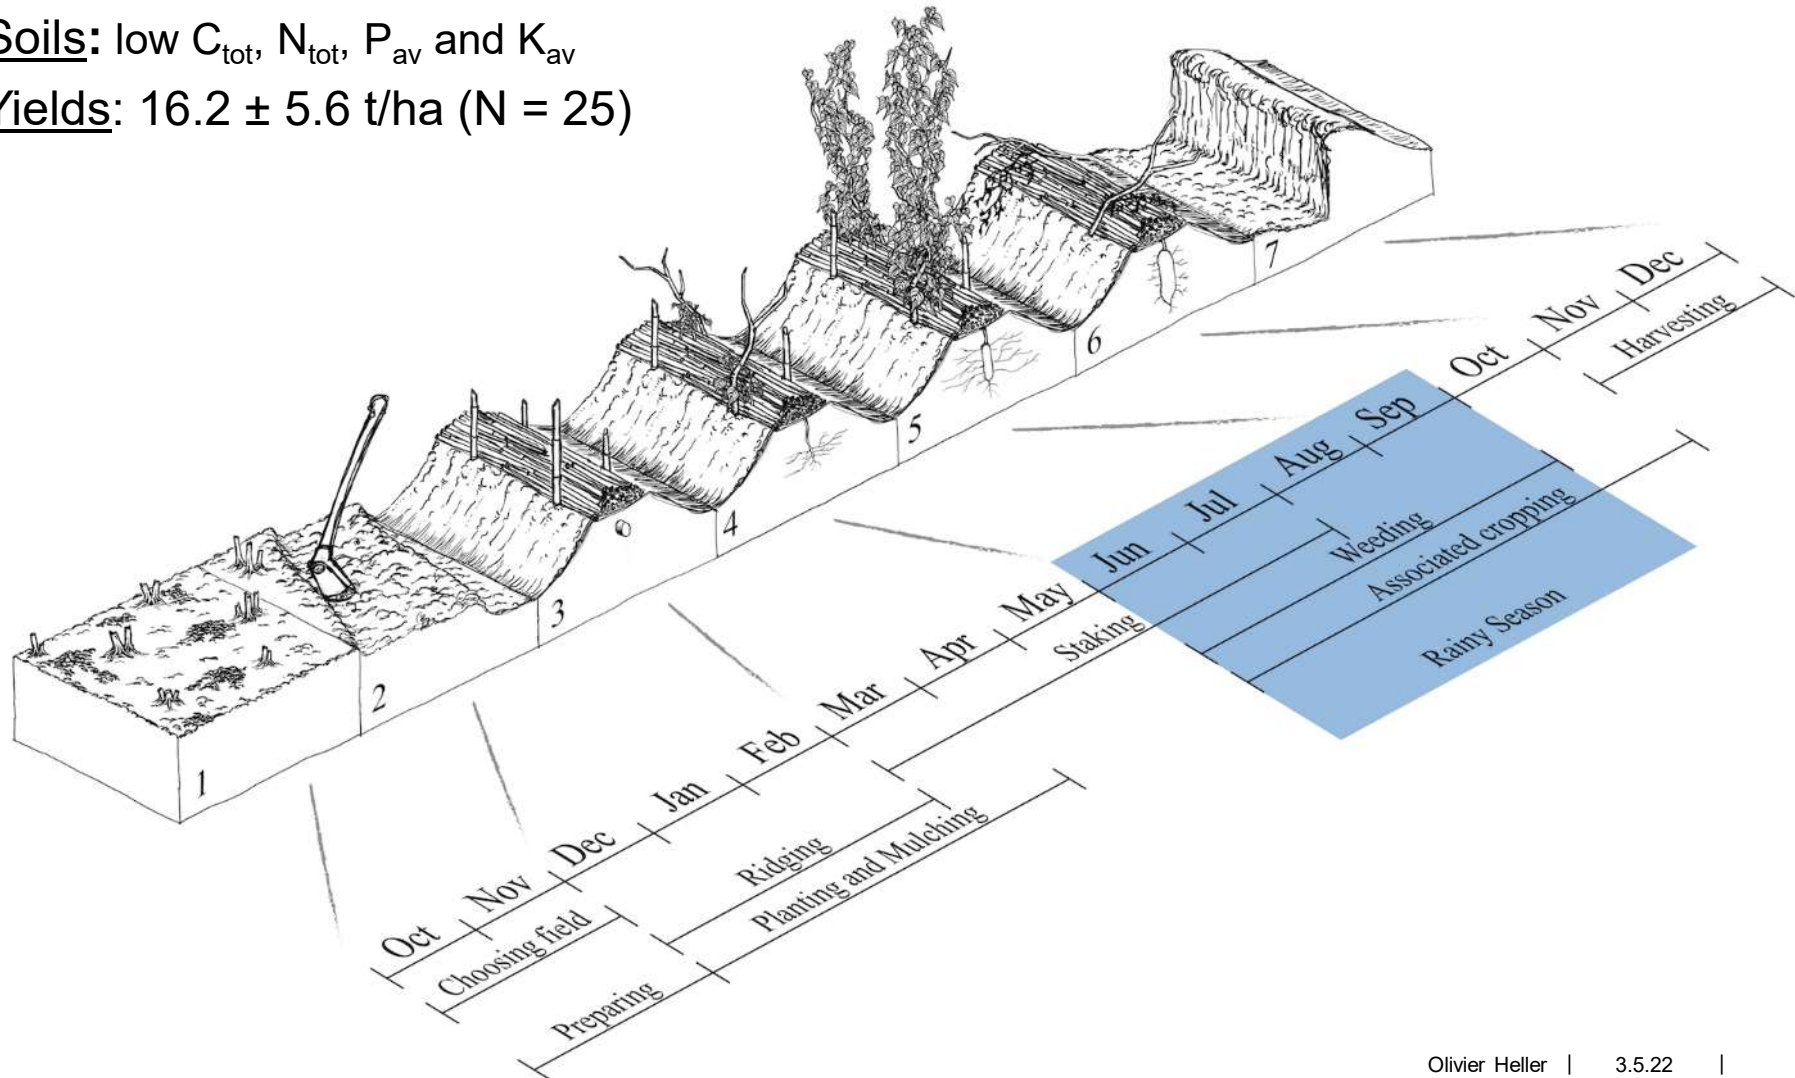 Soils: low Ctot, Ntot, Pav and Kav
Yields: 16.2 ± 5.6 t/ha (N = 25)
1
2
3
4
5
6
7
Oct
Nov
Dec
Jan
Feb
Mar
Apr
May
Jun
Jul
Aug
Sep
Oct
Nov
Dec
Choosing field
Preparing
Ridging
Planting and Mulching
Staking
Weeding
Associated cropping
Rainy Season
Harvesting
Olivier Heller | 3.5.22 |